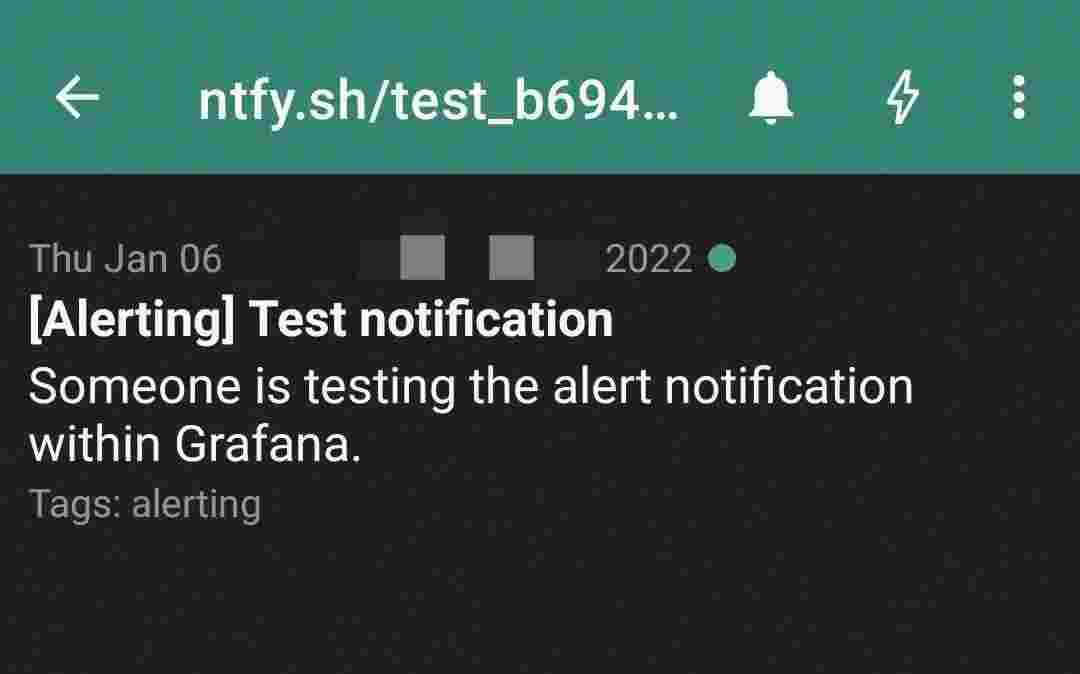 ntfy.sh/test_b694...
Thu Jan 06 2022
[Alerting] Test notification
Someone is testing the alert notification
within Grafana.
Tags: alerting